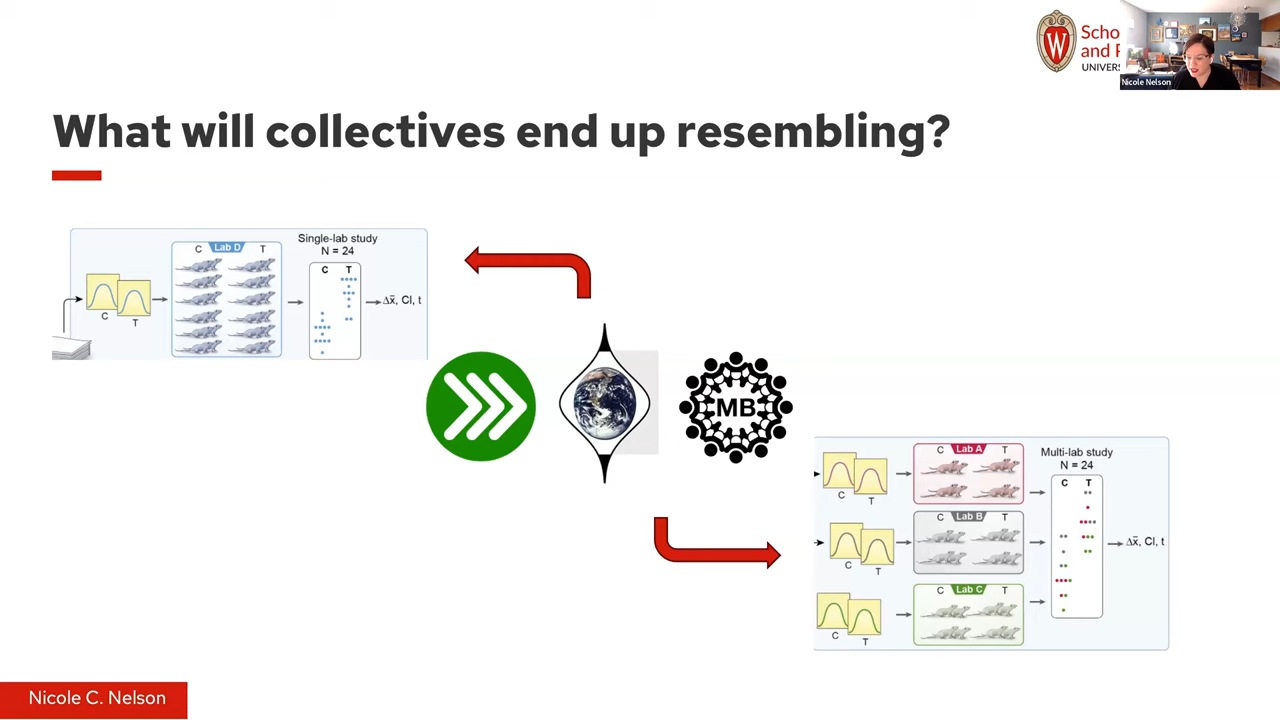 Scho
and P
UNIVERS
Nicole Nelson
What will collectives end up resembling?
C Lab D T
Single-lab study
N = 24
C T
C
T
Δx̄, CI, t
MB
C Lab A T
Multi-lab study
N = 24
C T
C
T
C Lab B T
C
T
Δx̄, CI, t
C Lab C T
C
T
Nicole C. Nelson